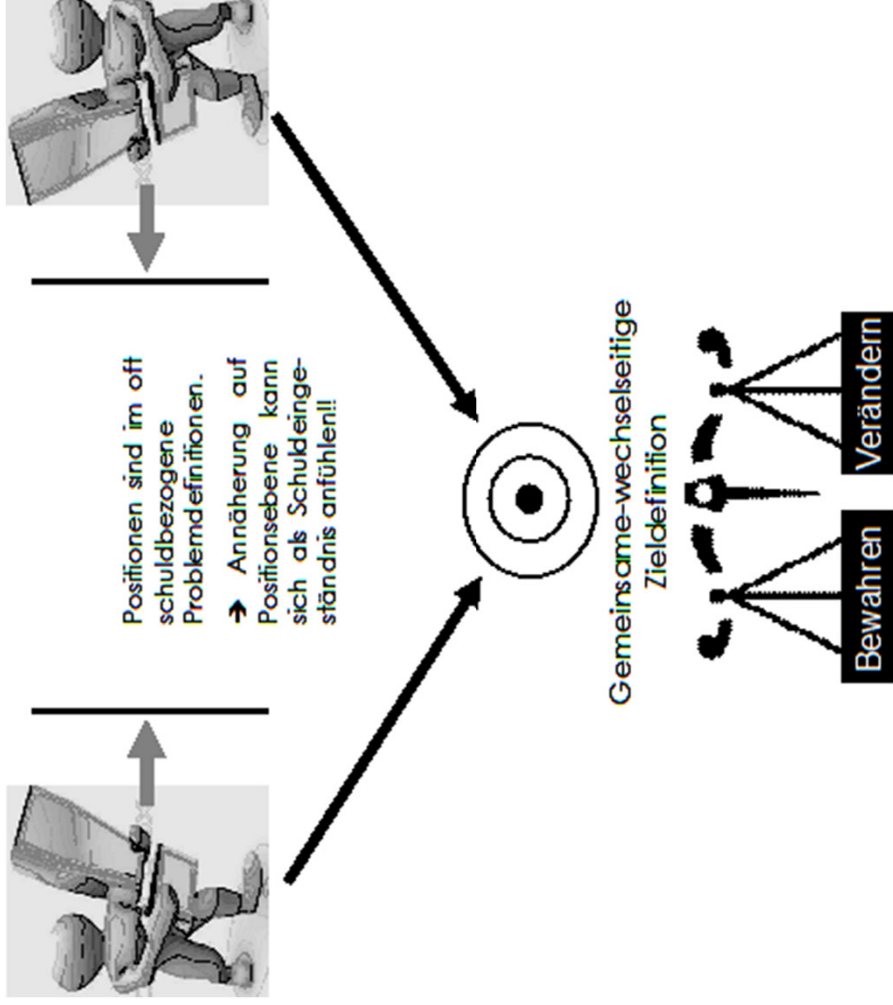 Positionen sind im oft
schuldbezogene
Problemdefinitionen.
➔ Annäherung auf
Positionsebene kann
sich als Schuldeinge-
ständnis anfühlen!!
Gemeinsame-wechselseitige
Zieldefinition
Bewahren
Verändern